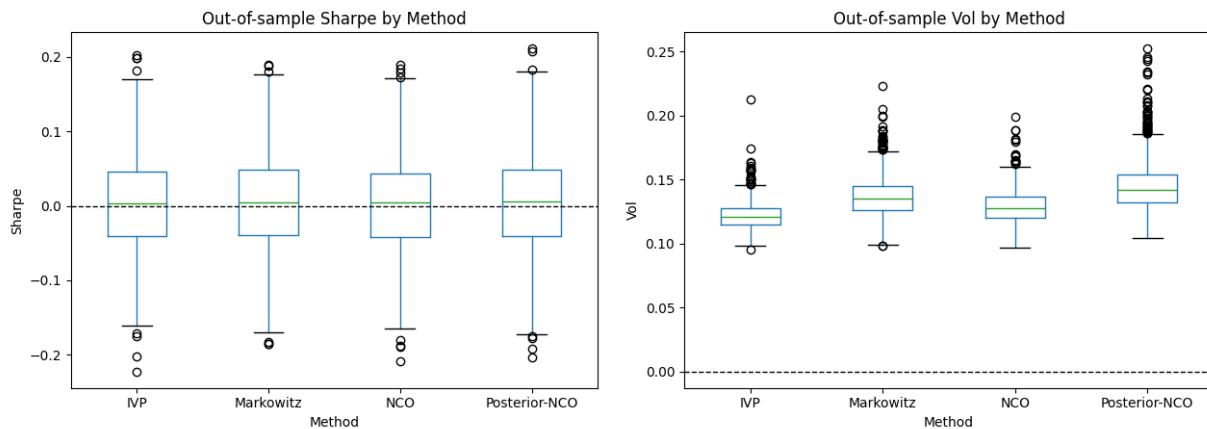 Out-of-sample Sharpe by Method
0.2
0.1
0.0
−0.1
−0.2
Sharpe
IVP
Markowitz
NCO
Posterior-NCO
Method
Out-of-sample Vol by Method
0.25
0.20
0.15
0.10
0.05
0.00
Vol
IVP
Markowitz
NCO
Posterior-NCO
Method